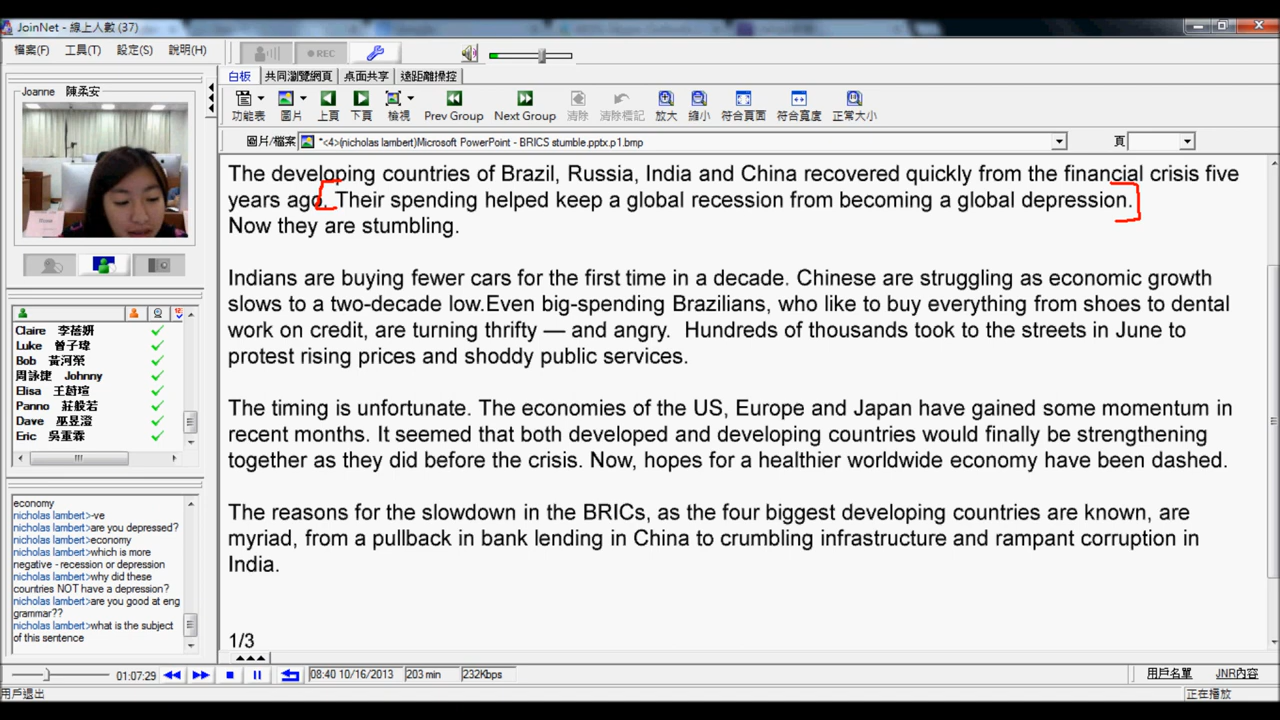 JoinNet - 線上人數 (37)
檔案(F) 工具(T) 設定(S) 說明(H)
REC
Joanne 陳柔安
白板 共同瀏覽網頁 桌面共享 遠距離操控
功能表 圖片 上頁 下頁 檢視 Prev Group Next Group 清除 清除標記 放大 縮小 符合頁面 符合寬度 正常大小
圖片/檔案 *<4>(nicholas lambert)Microsoft PowerPoint - BRICS stumble.pptx.p1.bmp 頁
The developing countries of Brazil, Russia, India and China recovered quickly from the financial crisis five
years ago. Their spending helped keep a global recession from becoming a global depression.
Now they are stumbling.
Indians are buying fewer cars for the first time in a decade. Chinese are struggling as economic growth
slows to a two-decade low.Even big-spending Brazilians, who like to buy everything from shoes to dental
work on credit, are turning thrifty — and angry. Hundreds of thousands took to the streets in June to
protest rising prices and shoddy public services.
The timing is unfortunate. The economies of the US, Europe and Japan have gained some momentum in
recent months. It seemed that both developed and developing countries would finally be strengthening
together as they did before the crisis. Now, hopes for a healthier worldwide economy have been dashed.
The reasons for the slowdown in the BRICs, as the four biggest developing countries are known, are
myriad, from a pullback in bank lending in China to crumbling infrastructure and rampant corruption in
India.
1/3
Claire 李蓓妍
Luke 曾子瑋
Bob 黃河榮
周詠捷 Johnny
Elisa 王蔚瑄
Panno 莊般若
Dave 巫昱澄
Eric 吳重霖
economy
nicholas lambert>-ve
nicholas lambert>are you depressed?
nicholas lambert>economy
nicholas lambert>which is more
negative - recession or depression
nicholas lambert>why did these
countries NOT have a depression?
nicholas lambert>are you good at eng
grammar??
nicholas lambert>what is the subject
of this sentence
01:07:29 08:40 10/16/2013 203 min 232Kbps 用戶名單 JNR內容
用戶退出 正在播放